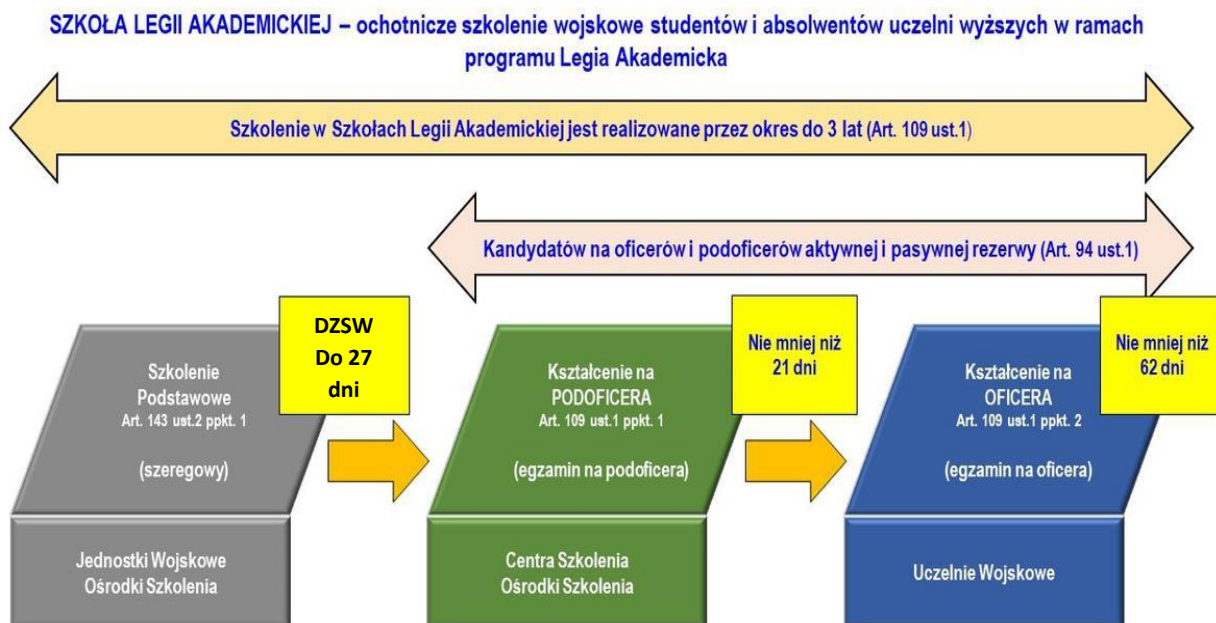 SZKOŁA LEGII AKADEMICKIEJ – ochotnicze szkolenie wojskowe studentów i absolwentów uczelni wyższych w ramach
programu Legia Akademicka
Szkolenie w Szkołach Legii Akademickiej jest realizowane przez okres do 3 lat (Art. 109 ust.1)
Kandydatów na oficerów i podoficerów aktywnej i pasywnej rezerwy (Art. 94 ust.1)
Szkolenie
Podstawowe
Art. 143 ust.2 ppkt. 1
(szeregowy)
DZSW
Do 27
dni
Kształcenie na
PODOFICERA
Art. 109 ust.1 ppkt. 1
(egzamin na podoficera)
Nie mniej niż
21 dni
Kształcenie na
OFICERA
Art. 109 ust.1 ppkt. 2
(egzamin na oficera)
Nie mniej niż
62 dni
Jednostki Wojskowe
Ośrodki Szkolenia
Centra Szkolenia
Ośrodki Szkolenia
Uczelnie Wojskowe